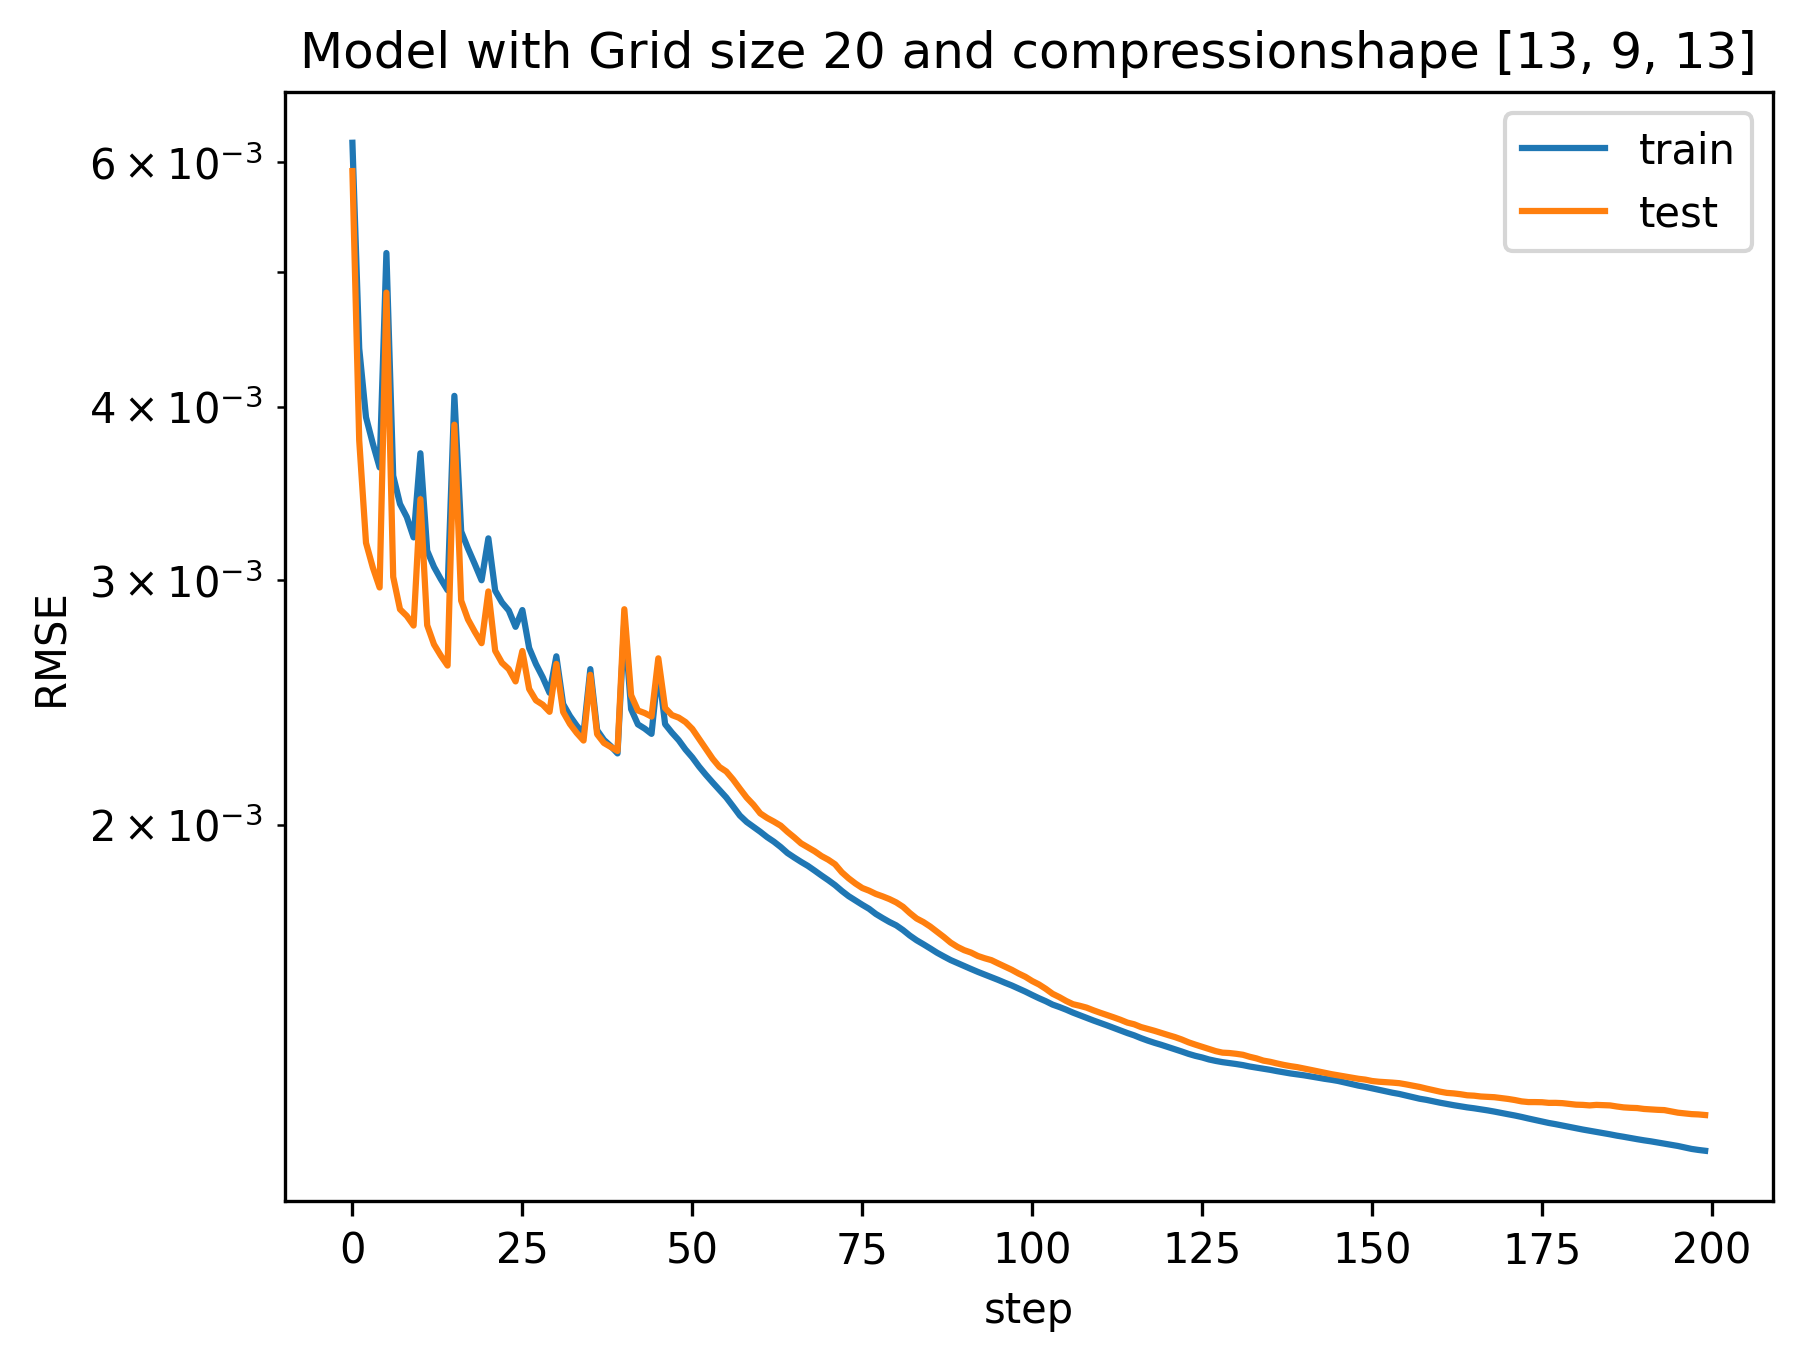 Model with Grid size 20 and compressionshape [13, 9, 13]
train
test
6 × 10⁻³
4 × 10⁻³
3 × 10⁻³
2 × 10⁻³
RMSE
0 25 50 75 100 125 150 175 200
step